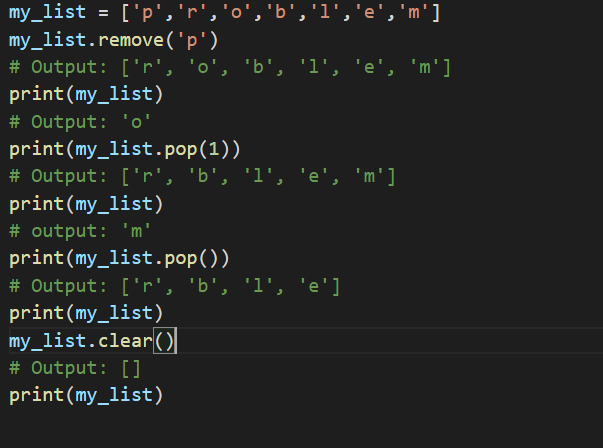 my_list = ['p','r','o','b','l','e','m']
my_list.remove('p')
# Output: ['r', 'o', 'b', 'l', 'e', 'm']
print(my_list)
# Output: 'o'
print(my_list.pop(1))
# Output: ['r', 'b', 'l', 'e', 'm']
print(my_list)
# output: 'm'
print(my_list.pop())
# Output: ['r', 'b', 'l', 'e']
print(my_list)
my_list.clear()
# Output: []
print(my_list)